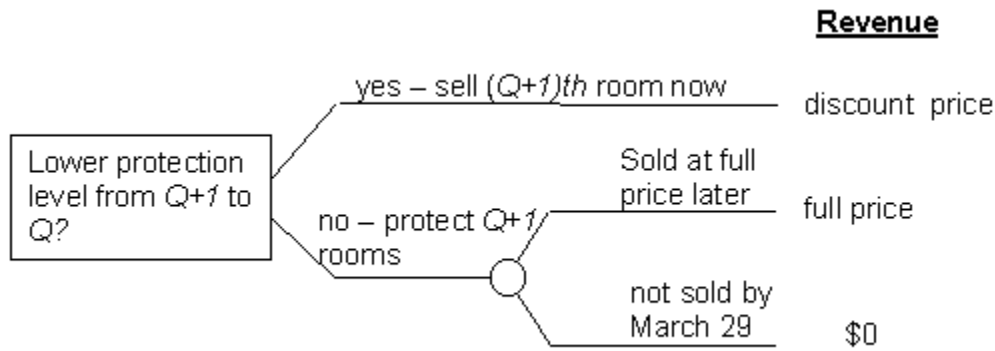 Revenue
yes – sell (Q+1)th room now
discount price
Lower protection
level from Q+1 to
Q?
Sold at full
price later
full price
no – protect Q+1
rooms
not sold by
March 29
$0